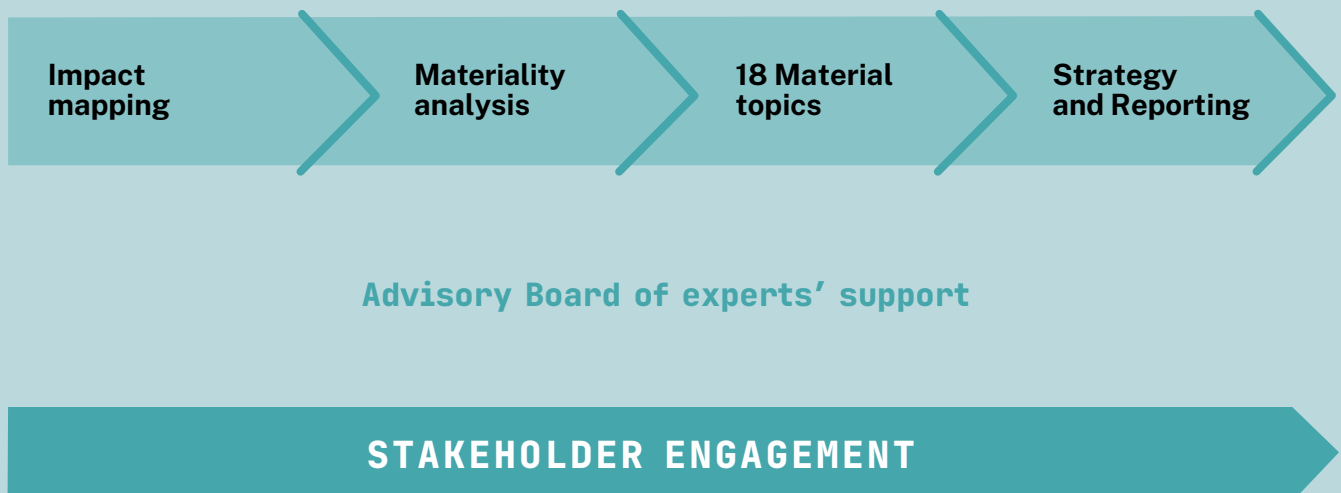 Impact
mapping
Materiality
analysis
18 Material
topics
Strategy
and Reporting
Advisory Board of experts’ support
STAKEHOLDER ENGAGEMENT